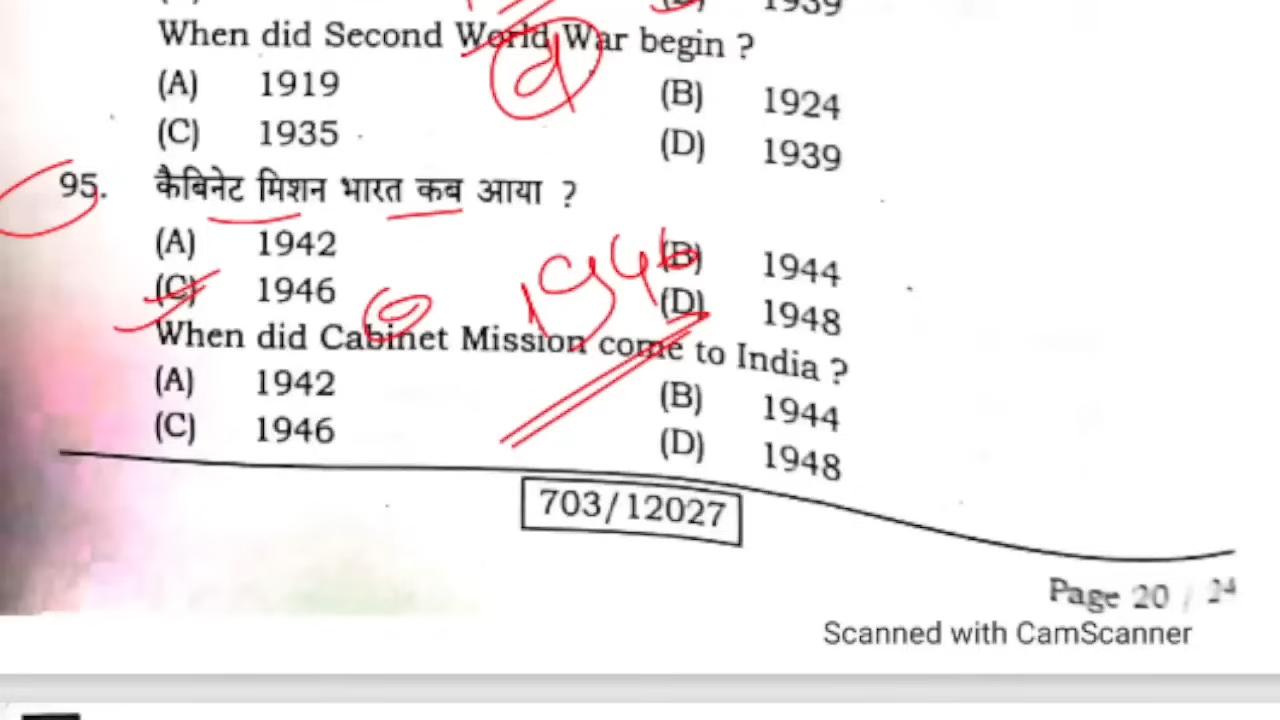 1939
When did Second World War begin ?
(A) 1919 (B) 1924
(C) 1935 (D) 1939
95. कैबिनेट मिशन भारत कब आया ?
(A) 1942 (B) 1944
(C) 1946 (D) 1948
1946
When did Cabinet Mission come to India ?
(A) 1942 (B) 1944
(C) 1946 (D) 1948
703/12027
Page 20 / 24
Scanned with CamScanner